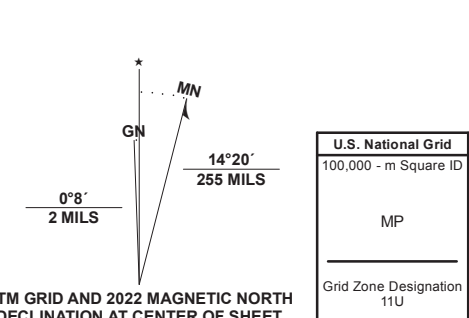 ★
MN
GN
0°8´
2 MILS
14°20´
255 MILS
TM GRID AND 2022 MAGNETIC NORTH
DECLINATION AT CENTER OF SHEET
U.S. National Grid
100,000 - m Square ID
MP
Grid Zone Designation
11U